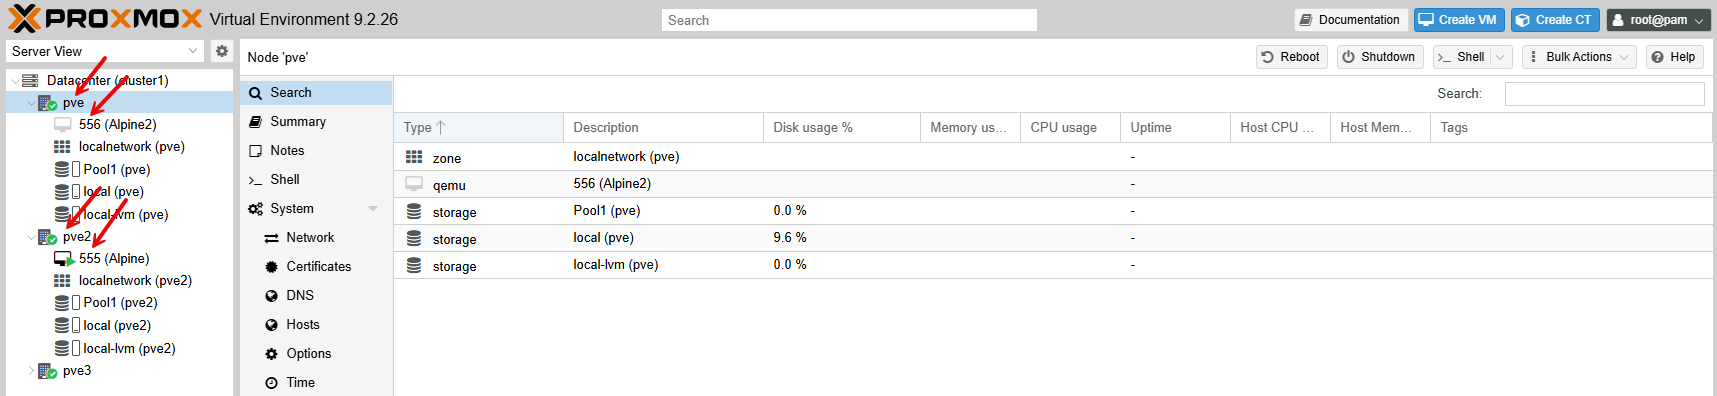 PROXMOX Virtual Environment 9.2.26
Search
Documentation
Create VM
Create CT
root@pam
Server View
Datacenter (cluster1)
pve
556 (Alpine2)
localnetwork (pve)
Pool1 (pve)
local (pve)
local-lvm (pve)
pve2
555 (Alpine)
localnetwork (pve2)
Pool1 (pve2)
local (pve2)
local-lvm (pve2)
pve3
Node 'pve'
Reboot
Shutdown
Shell
Bulk Actions
Help
Search
Summary
Notes
Shell
System
Network
Certificates
DNS
Hosts
Options
Time
Search:
Type Description Disk usage % Memory us... CPU usage Uptime Host CPU ... Host Mem... Tags
zone localnetwork (pve) -
qemu 556 (Alpine2) -
storage Pool1 (pve) 0.0 % -
storage local (pve) 9.6 % -
storage local-lvm (pve) 0.0 % -